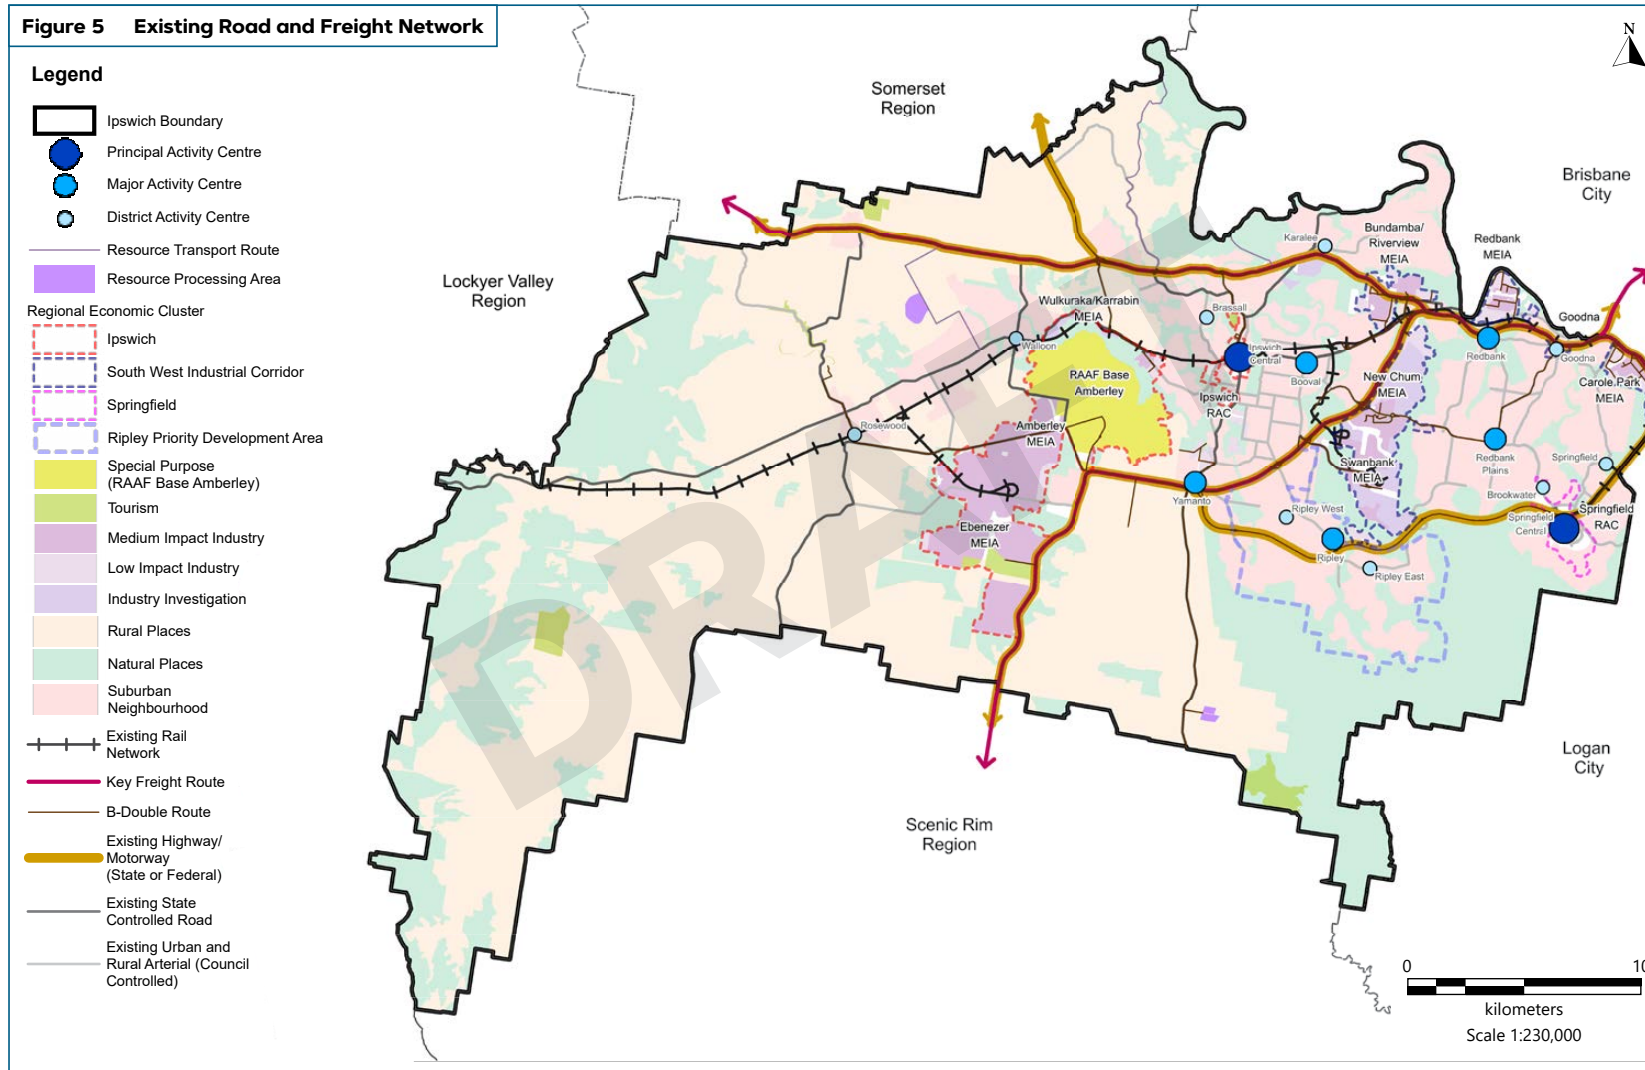 Figure 5 Existing Road and Freight Network
Legend
Ipswich Boundary
Principal Activity Centre
Major Activity Centre
District Activity Centre
Resource Transport Route
Resource Processing Area
Regional Economic Cluster
Ipswich
South West Industrial Corridor
Springfield
Ripley Priority Development Area
Special Purpose
(RAAF Base Amberley)
Tourism
Medium Impact Industry
Low Impact Industry
Industry Investigation
Rural Places
Natural Places
Suburban
Neighbourhood
Existing Rail
Network
Key Freight Route
B-Double Route
Existing Highway/
Motorway
(State or Federal)
Existing State
Controlled Road
Existing Urban and
Rural Arterial (Council
Controlled)
N
Somerset
Region
Brisbane
City
Lockyer Valley
Region
Karalee
Bundamba/
Riverview
MEIA
Redbank
MEIA
Wulkuraka/Karrabin
MEIA
Brassall
Goodna
Walloon
Ipswich
Central
Booval
Redbank
Goodna
RAAF Base
Amberley
Ipswich
RAC
New Chum
MEIA
Carole Park
MEIA
Rosewood
Amberley
MEIA
Swanbank
MEIA
Redbank
Plains
Springfield
Brookwater
Yamanto
Ripley West
Springfield
Central
Springfield
RAC
Ebenezer
MEIA
Ripley
Ripley East
DRAFT
Scenic Rim
Region
Logan
City
0 10
kilometers
Scale 1:230,000